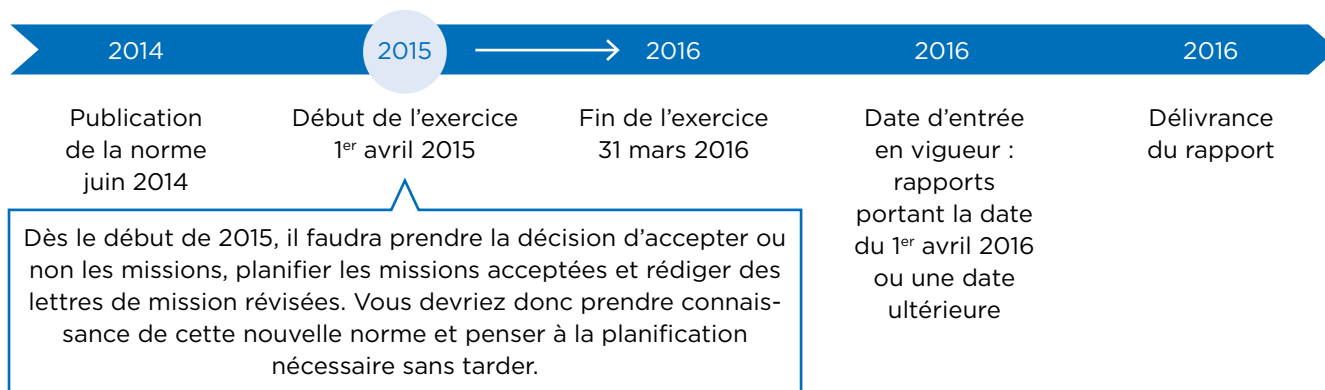 2014
2015
2016
2016
2016
Publication
de la norme
juin 2014
Début de l'exercice
1er avril 2015
Fin de l'exercice
31 mars 2016
Date d'entrée
en vigueur :
rapports
portant la date
du 1er avril 2016
ou une date
ultérieure
Délivrance
du rapport
Dès le début de 2015, il faudra prendre la décision d'accepter ou
non les missions, planifier les missions acceptées et rédiger des
lettres de mission révisées. Vous devriez donc prendre connais-
sance de cette nouvelle norme et penser à la planification
nécessaire sans tarder.